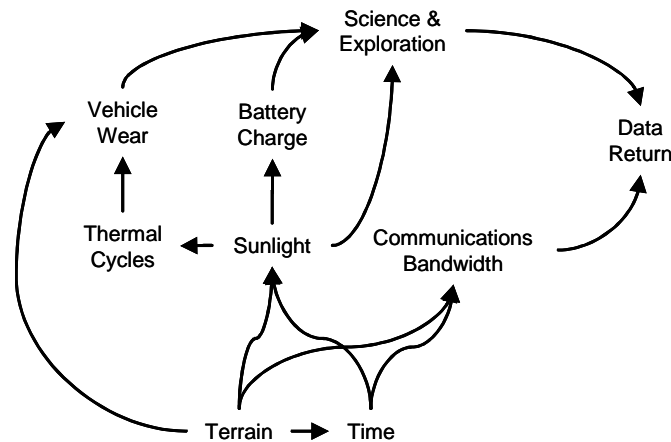 Science &
Exploration
Vehicle
Wear
Battery
Charge
Data
Return
Thermal
Cycles
Sunlight
Communications
Bandwidth
Terrain
Time